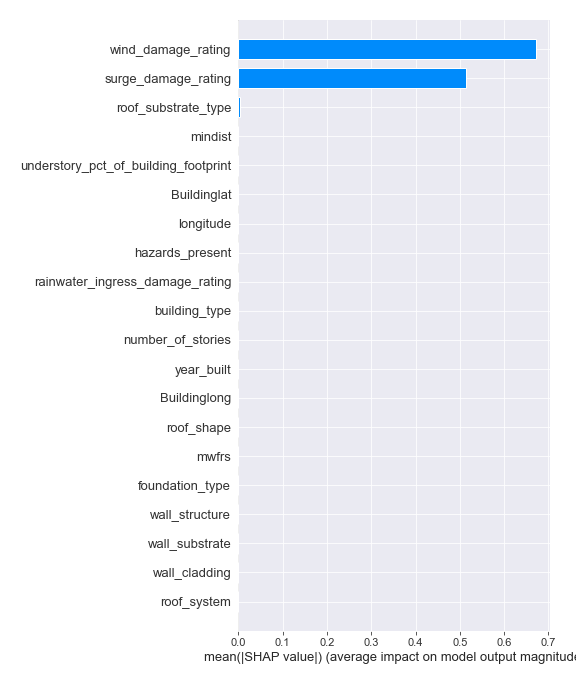 wind_damage_rating
surge_damage_rating
roof_substrate_type
mindist
understory_pct_of_building_footprint
Buildinglat
longitude
hazards_present
rainwater_ingress_damage_rating
building_type
number_of_stories
year_built
Buildinglong
roof_shape
mwfrs
foundation_type
wall_structure
wall_substrate
wall_cladding
roof_system
0.0 0.1 0.2 0.3 0.4 0.5 0.6 0.7
mean(|SHAP value|) (average impact on model output magnitude